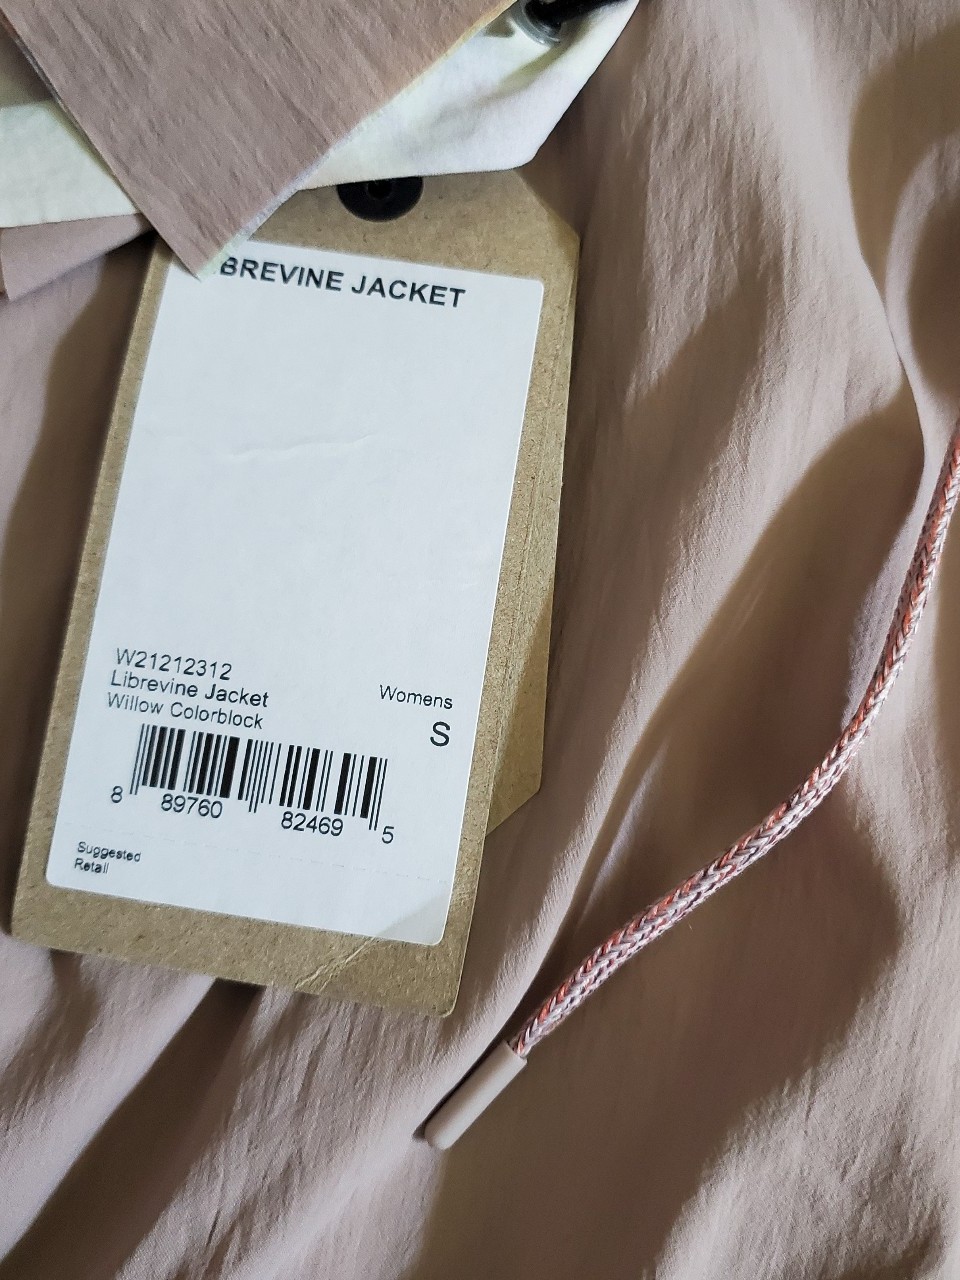 BREVINE JACKET
W21212312
Librevine Jacket
Willow Colorblock
Womens
S
8 89760 82469 5
Suggested
Retail